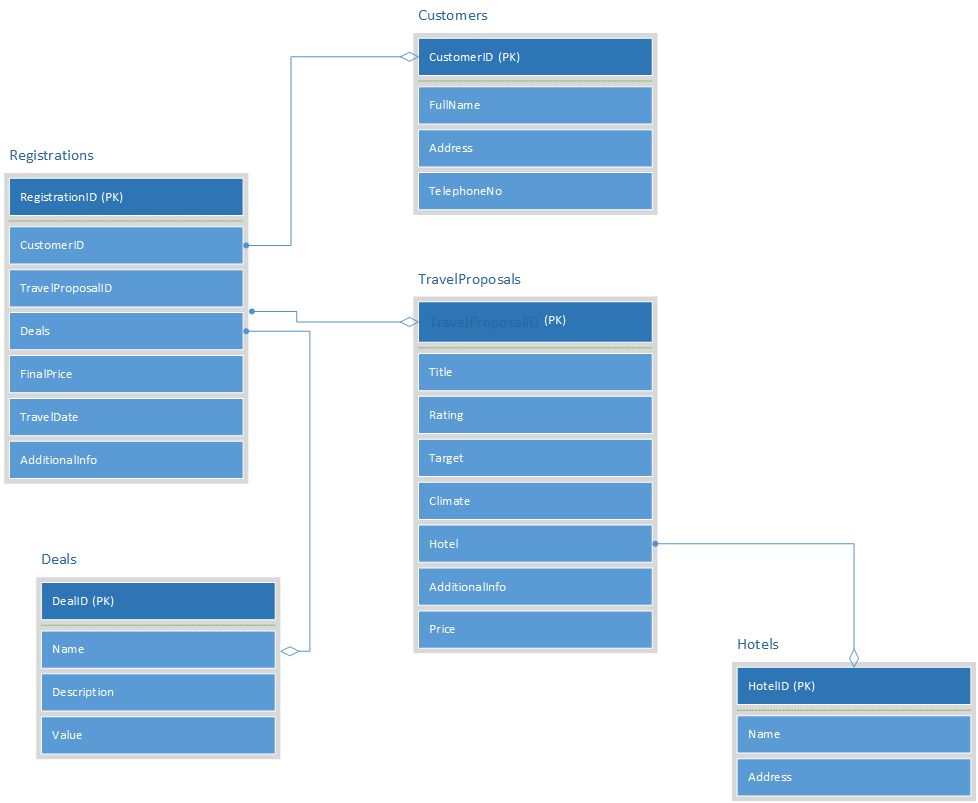 Customers
CustomerID (PK)
FullName
Address
TelephoneNo
Registrations
RegistrationID (PK)
CustomerID
TravelProposalID
Deals
FinalPrice
TravelDate
AdditionalInfo
TravelProposals
TravelProposalID (PK)
Title
Rating
Target
Climate
Hotel
AdditionalInfo
Price
Deals
DealID (PK)
Name
Description
Value
Hotels
HotelID (PK)
Name
Address